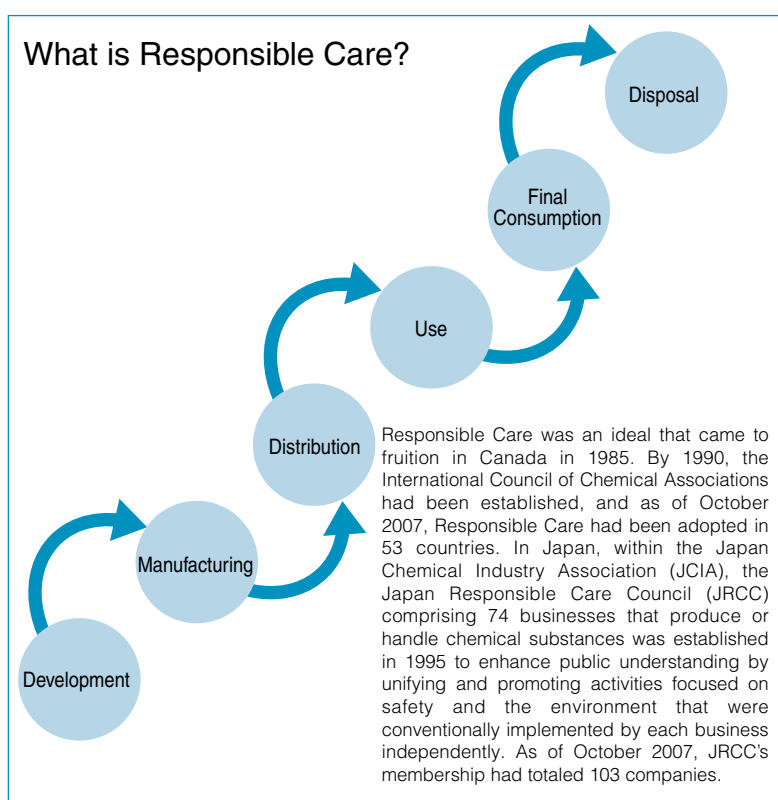 What is Responsible Care?
Disposal
Final
Consumption
Use
Distribution
Manufacturing
Development
Responsible Care was an ideal that came to
fruition in Canada in 1985. By 1990, the
International Council of Chemical Associations
had been established, and as of October
2007, Responsible Care had been adopted in
53 countries. In Japan, within the Japan
Chemical Industry Association (JCIA), the
Japan Responsible Care Council (JRCC)
comprising 74 businesses that produce or
handle chemical substances was established
in 1995 to enhance public understanding by
unifying and promoting activities focused on
safety and the environment that were
conventionally implemented by each business
independently. As of October 2007, JRCC’s
membership had totaled 103 companies.